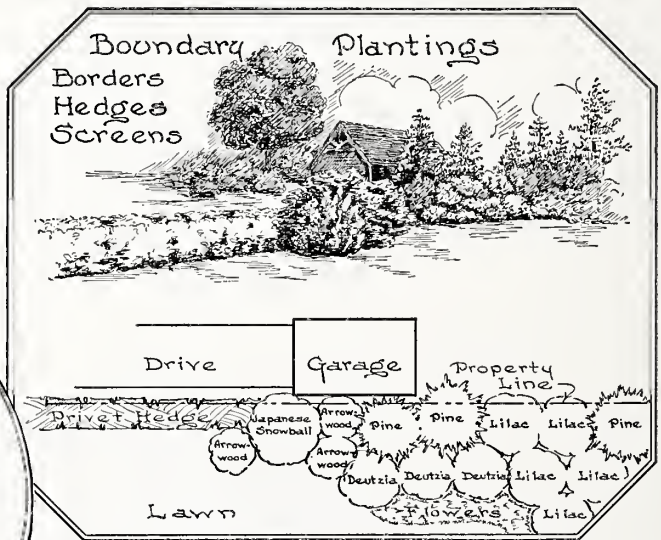 Boundary Plantings
Borders
Hedges
Screens
Drive
Garage
Property
Line
Privet Hedge
Japanese
Snowball
Arrow-
wood
Pine
Pine
Lilac
Lilac
Pine
Arrow-
wood
Arrow-
wood
Deutzia
Deutzia
Deutzia
Lilac
Lilac
Lawn
Flowers
Lilac